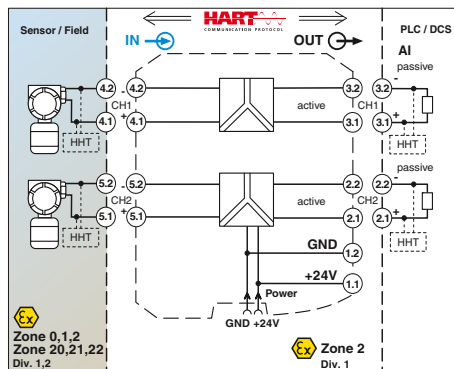 Sensor / Field
HART
COMMUNICATION PROTOCOL
PLC / DCS
IN
OUT
AI
passive
4.2 - 4.2 3.2 3.2 -
CH1 active CH1
4.1 + 4.1 3.1 3.1 +
HHT HHT
passive
5.2 - 5.2 2.2 2.2 -
CH2 active CH2
5.1 + 5.1 2.1 2.1 +
HHT HHT
GND 1.2
+24V 1.1
Power
GND +24V
Ex
Zone 0,1,2
Zone 20,21,22
Div. 1,2
Ex Zone 2
Div. 1